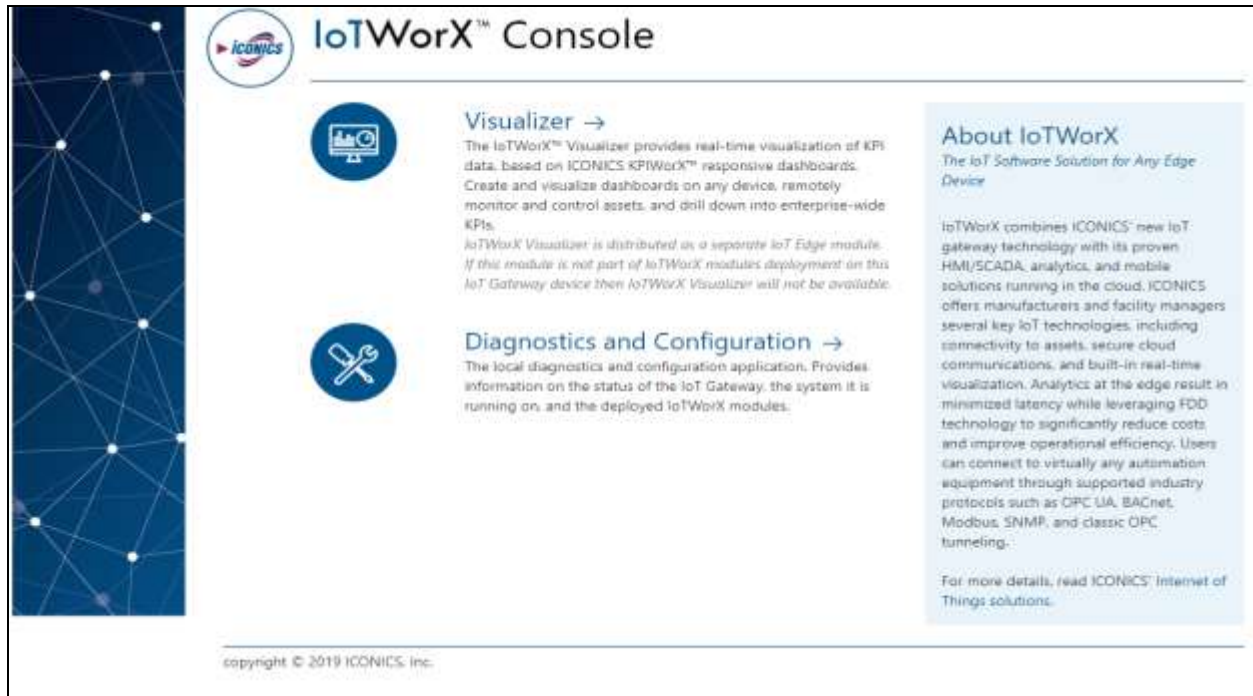 ICONICS
IoTWorX™ Console
Visualizer →
The IoTWorX™ Visualizer provides real-time visualization of KPI
data, based on ICONICS KPIWorX™ responsive dashboards.
Create and visualize dashboards on any device, remotely
monitor and control assets, and drill down into enterprise-wide
KPIs.
IoTWorX Visualizer is distributed as a separate IoT Edge module.
If this module is not part of IoTWorX modules deployment on this
IoT Gateway device then IoTWorX Visualizer will not be available.
Diagnostics and Configuration →
The local diagnostics and configuration application. Provides
information on the status of the IoT Gateway, the system it is
running on, and the deployed IoTWorX modules.
About IoTWorX
The IoT Software Solution for Any Edge
Device
IoTWorX combines ICONICS' new IoT
gateway technology with its proven
HMI/SCADA, analytics, and mobile
solutions running in the cloud. ICONICS
offers manufacturers and facility managers
several key IoT technologies, including
connectivity to assets, secure cloud
communications, and built-in real-time
visualization. Analytics at the edge result in
minimized latency while leveraging FDD
technology to significantly reduce costs
and improve operational efficiency. Users
can connect to virtually any automation
equipment through supported industry
protocols such as OPC UA, BACnet,
Modbus, SNMP, and classic OPC
tunneling.
For more details, read ICONICS' Internet of
Things solutions.
copyright © 2019 ICONICS, Inc.